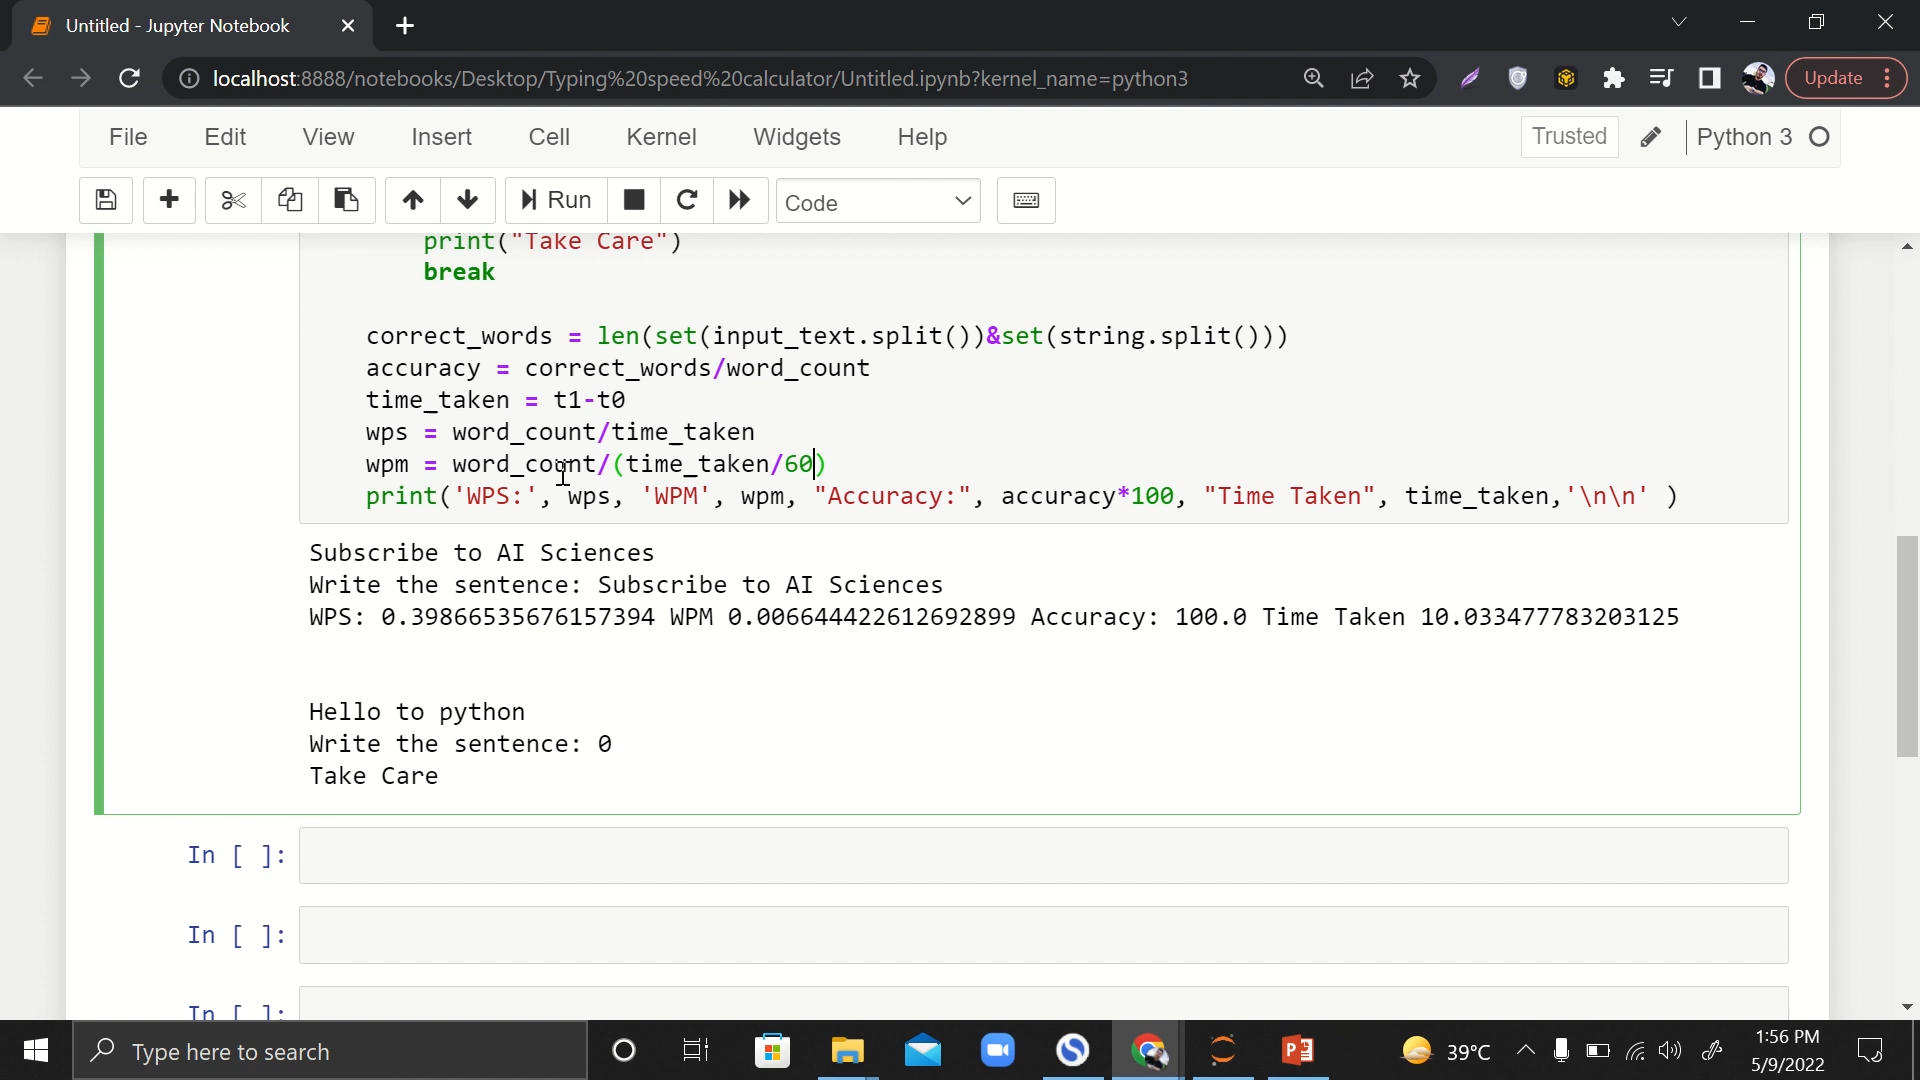 Untitled - Jupyter Notebook
localhost:8888/notebooks/Desktop/Typing%20speed%20calculator/Untitled.ipynb?kernel_name=python3
Update
File Edit View Insert Cell Kernel Widgets Help
Trusted
Python 3
Run
Code
print("Take Care")
break
correct_words = len(set(input_text.split())&set(string.split()))
accuracy = correct_words/word_count
time_taken = t1-t0
wps = word_count/time_taken
wpm = word_count/(time_taken/60)
print('WPS:', wps, 'WPM', wpm, "Accuracy:", accuracy*100, "Time Taken", time_taken,'\n\n' )
Subscribe to AI Sciences
Write the sentence: Subscribe to AI Sciences
WPS: 0.39866535676157394 WPM 0.006644422612692899 Accuracy: 100.0 Time Taken 10.033477783203125
Hello to python
Write the sentence: 0
Take Care
In [ ]:
In [ ]:
In [ ]:
Type here to search
39°C
1:56 PM
5/9/2022